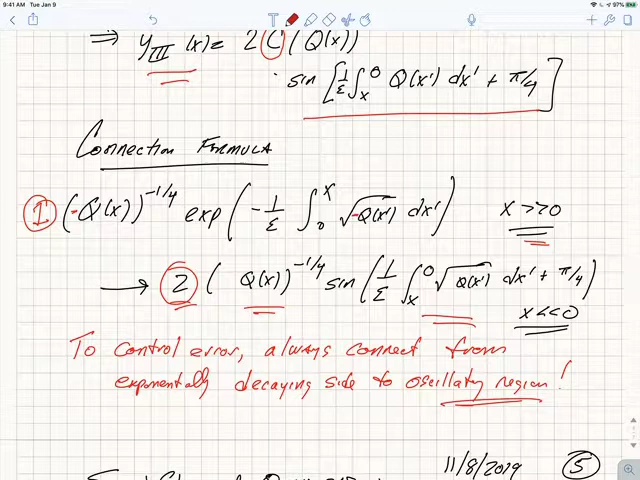 9:41 AM Tue Jan 9
97%
⟹ y_III(x) ≈ 2 C (Q(x))
sin [1/ε ∫_x^0 Q(x') dx' + π/4]
Connection Formula
1 (-Q(x))^{-1/4} exp(-1/ε ∫_0^x √-Q(x') dx') x >> 0
→ 2 (Q(x))^{-1/4} sin(1/ε ∫_x^0 √Q(x') dx' + π/4)
x << 0
To control error, always connect from
exponentially decaying side to oscillaty region!
11/8/2019 5